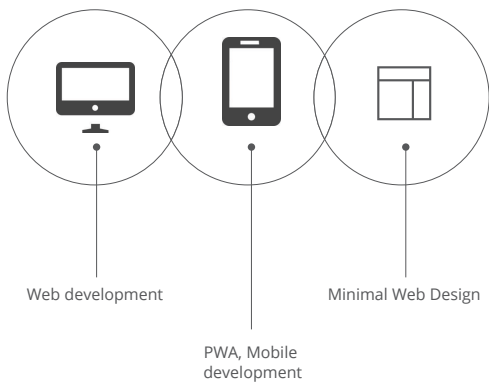 Web development
Minimal Web Design
PWA, Mobile
development